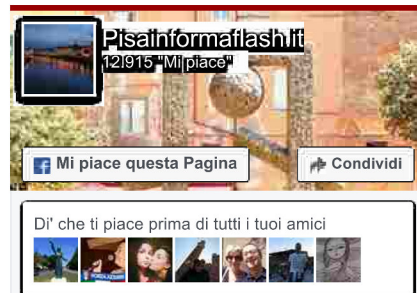 Pisainformaflash.it
12.915 "Mi piace"
Mi piace questa Pagina
Condividi
Di' che ti piace prima di tutti i tuoi amici